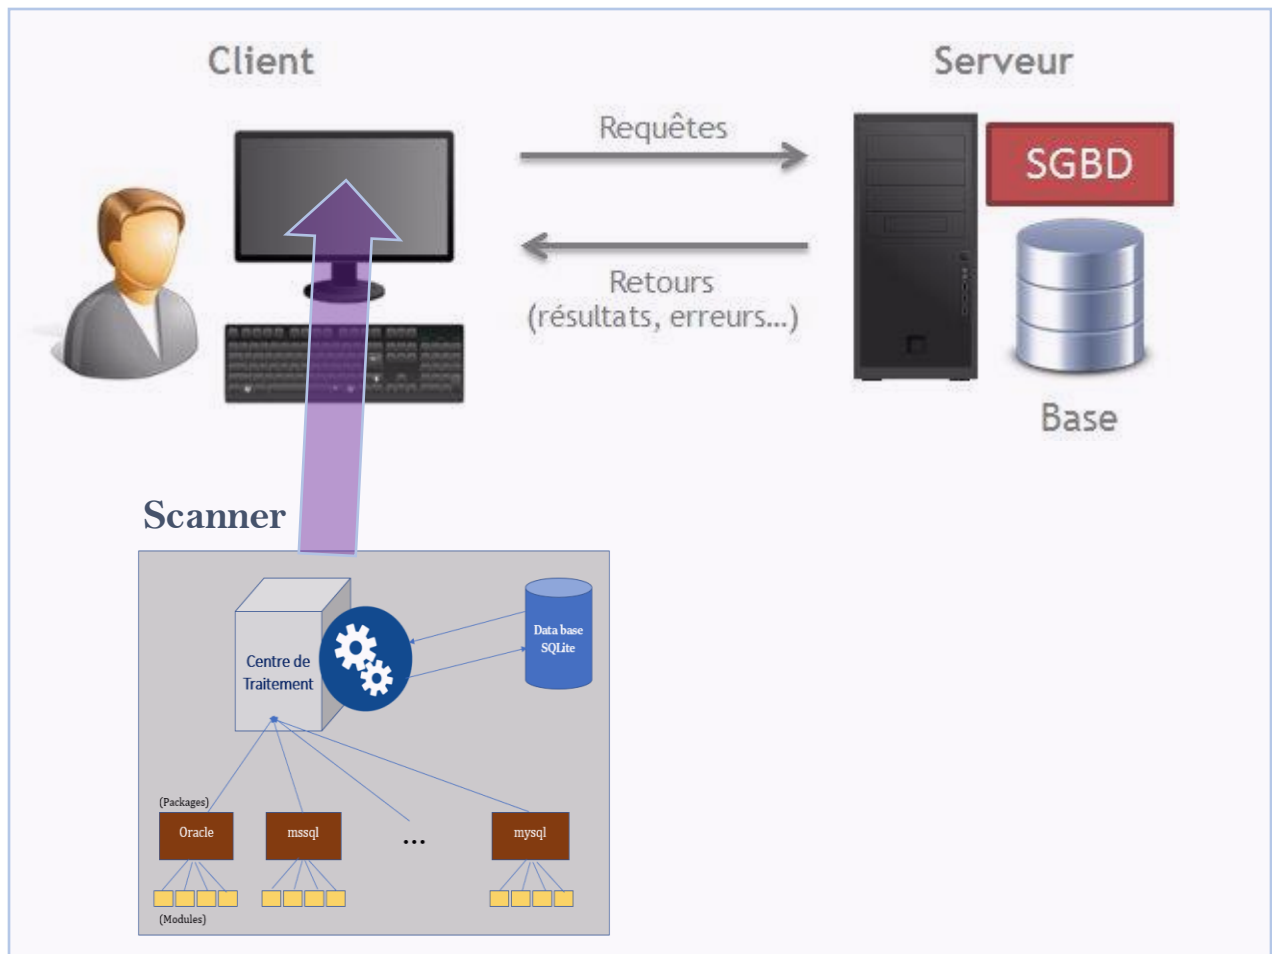 Client
Serveur
Requêtes
SGBD
Retours
(résultats, erreurs...)
Base
Scanner
Data base
SQLite
Centre de
Traitement
(Packages)
Oracle
mssql
...
mysql
(Modules)